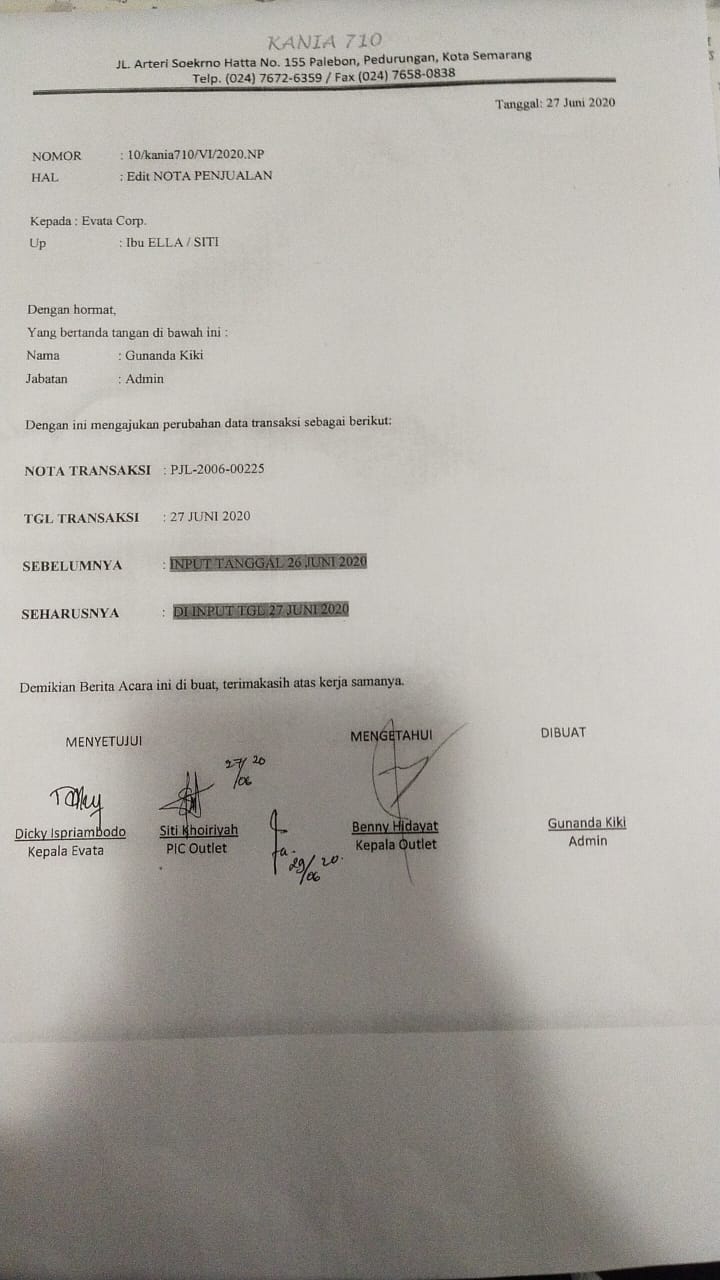 KANIA 710
JL. Arteri Soekrno Hatta No. 155 Palebon, Pedurungan, Kota Semarang
Telp. (024) 7672-6359 / Fax (024) 7658-0838
Tanggal: 27 Juni 2020
NOMOR : 10/kania710/VI/2020.NP
HAL : Edit NOTA PENJUALAN
Kepada : Evata Corp.
Up : Ibu ELLA / SITI
Dengan hormat,
Yang bertanda tangan di bawah ini :
Nama : Gunanda Kiki
Jabatan : Admin
Dengan ini mengajukan perubahan data transaksi sebagai berikut:
NOTA TRANSAKSI : PJL-2006-00225
TGL TRANSAKSI : 27 JUNI 2020
SEBELUMNYA : INPUT TANGGAL 26 JUNI 2020
SEHARUSNYA : DI INPUT TGL 27 JUNI 2020
Demikian Berita Acara ini di buat, terimakasih atas kerja samanya.
MENYETUJUI MENGETAHUI DIBUAT
27/06 20
Dicky Ispriambodo Siti Khoiriyah Benny Hidayat Gunanda Kiki
Kepala Evata PIC Outlet Kepala Outlet Admin
29/06 20.